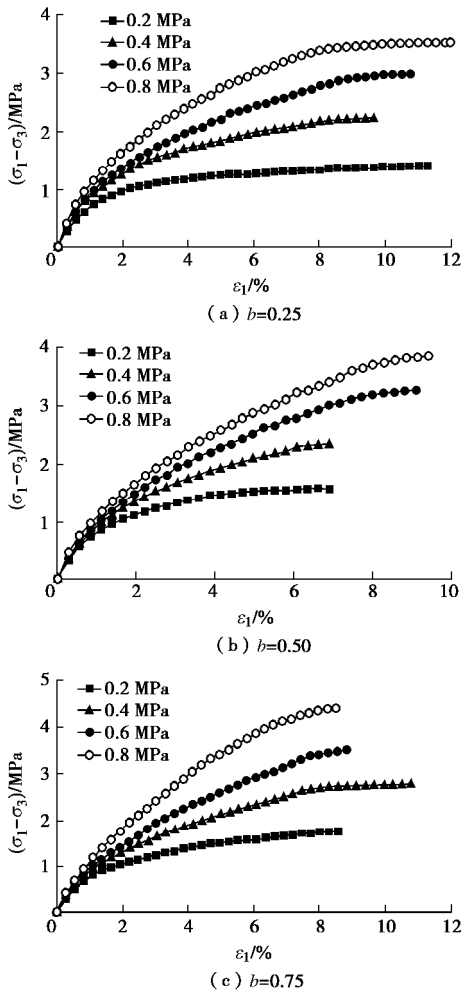 4
3
2
1
0
0.2 MPa
0.4 MPa
0.6 MPa
0.8 MPa
(σ₁−σ₃)/MPa
2 4 6 8 10 12
ε₁/%
(a) b=0.25
4
3
2
1
0
0.2 MPa
0.4 MPa
0.6 MPa
0.8 MPa
(σ₁−σ₃)/MPa
2 4 6 8 10
ε₁/%
(b) b=0.50
5
4
3
2
1
0
0.2 MPa
0.4 MPa
0.6 MPa
0.8 MPa
(σ₁−σ₃)/MPa
2 4 6 8 10 12
ε₁/%
(c) b=0.75